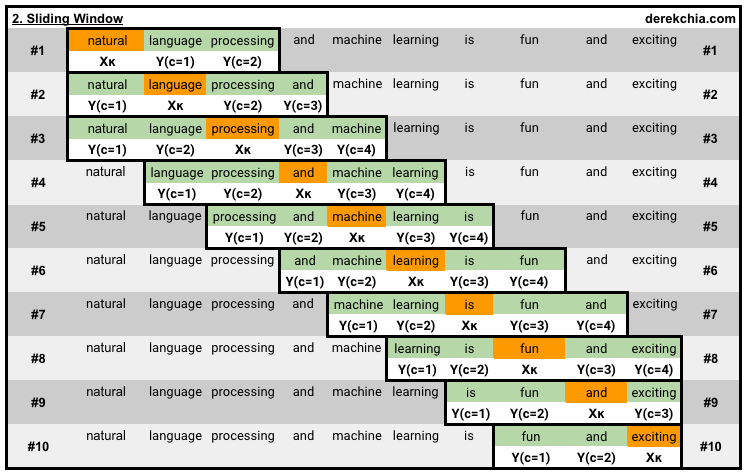 2. Sliding Window derekchia.com
#1 natural language processing and machine learning is fun and exciting #1
Xκ Y(c=1) Y(c=2)
#2 natural language processing and machine learning is fun and exciting #2
Y(c=1) Xκ Y(c=2) Y(c=3)
#3 natural language processing and machine learning is fun and exciting #3
Y(c=1) Y(c=2) Xκ Y(c=3) Y(c=4)
#4 natural language processing and machine learning is fun and exciting #4
Y(c=1) Y(c=2) Xκ Y(c=3) Y(c=4)
#5 natural language processing and machine learning is fun and exciting #5
Y(c=1) Y(c=2) Xκ Y(c=3) Y(c=4)
#6 natural language processing and machine learning is fun and exciting #6
Y(c=1) Y(c=2) Xκ Y(c=3) Y(c=4)
#7 natural language processing and machine learning is fun and exciting #7
Y(c=1) Y(c=2) Xκ Y(c=3) Y(c=4)
#8 natural language processing and machine learning is fun and exciting #8
Y(c=1) Y(c=2) Xκ Y(c=3) Y(c=4)
#9 natural language processing and machine learning is fun and exciting #9
Y(c=1) Y(c=2) Xκ Y(c=3)
#10 natural language processing and machine learning is fun and exciting #10
Y(c=1) Y(c=2) Xκ